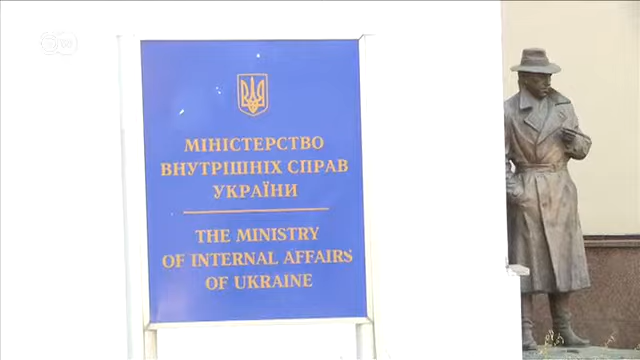 МІНІСТЕРСТВО
ВНУТРІШНІХ СПРАВ
УКРАЇНИ
THE MINISTRY
OF INTERNAL AFFAIRS
OF UKRAINE